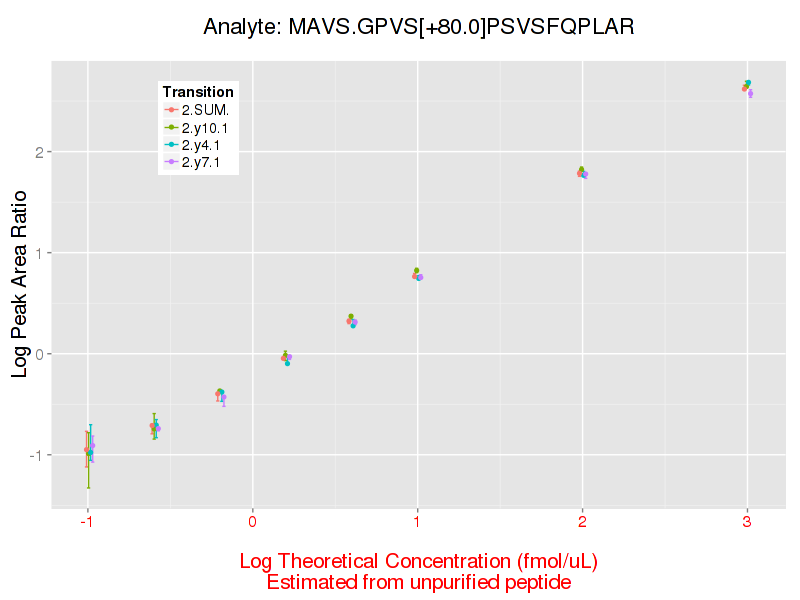 Analyte: MAVS.GPVS[+80.0]PSVSFQPLAR
Log Peak Area Ratio
2
1
0
-1
Transition
2.SUM.
2.y10.1
2.y4.1
2.y7.1
-1 0 1 2 3
Log Theoretical Concentration (fmol/uL)
Estimated from unpurified peptide